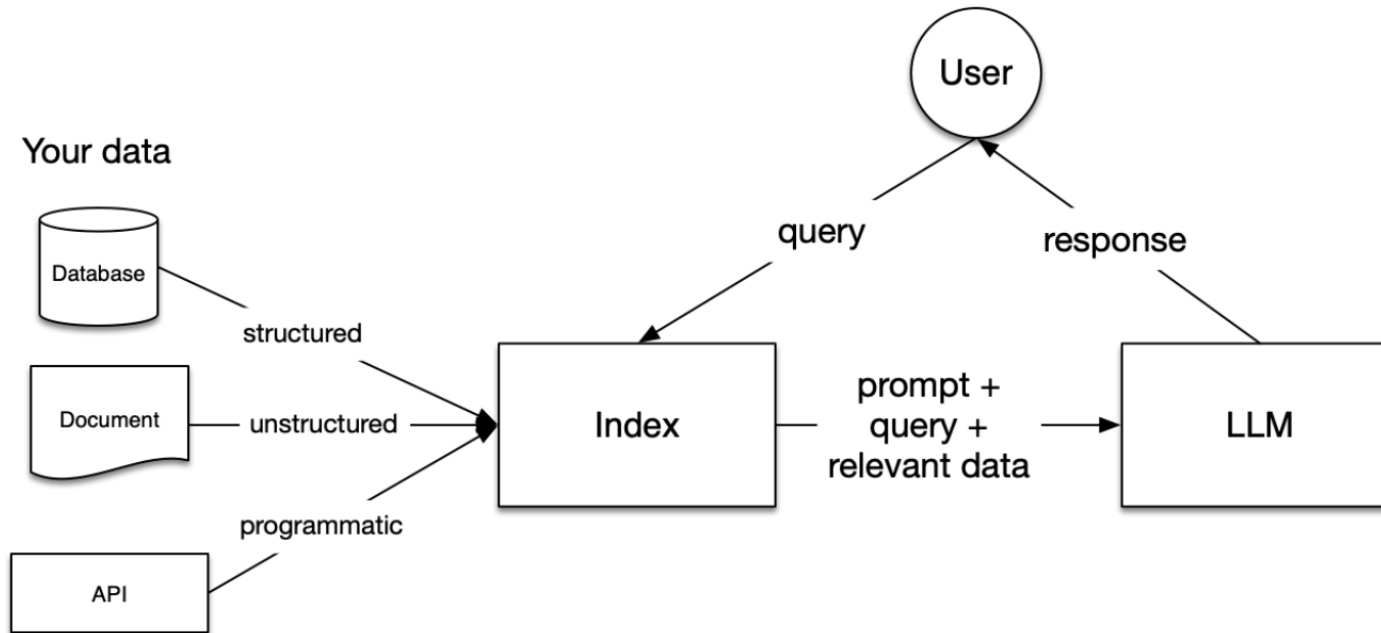 User
Your data
Database
query
response
structured
Document
unstructured
Index
prompt +
query +
relevant data
LLM
programmatic
API